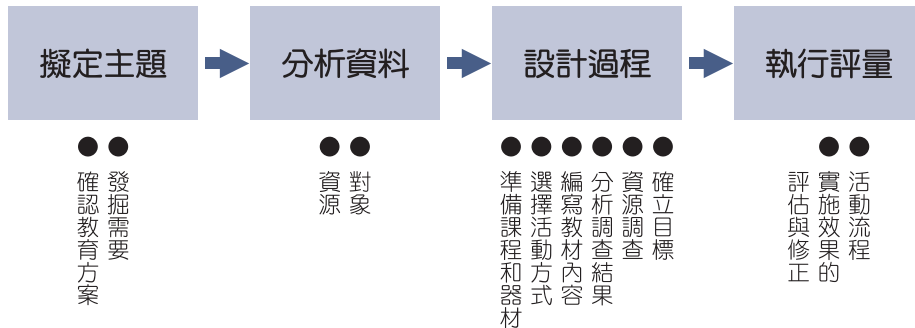 擬定主題
分析資料
設計過程
執行評量
●發掘需要
●確認教育方案
●對象
●資源
●確立目標
●資源調查
●分析調查結果
●編寫教材內容
●選擇活動方式
●準備課程和器材
●活動流程
●實施效果的
評估與修正